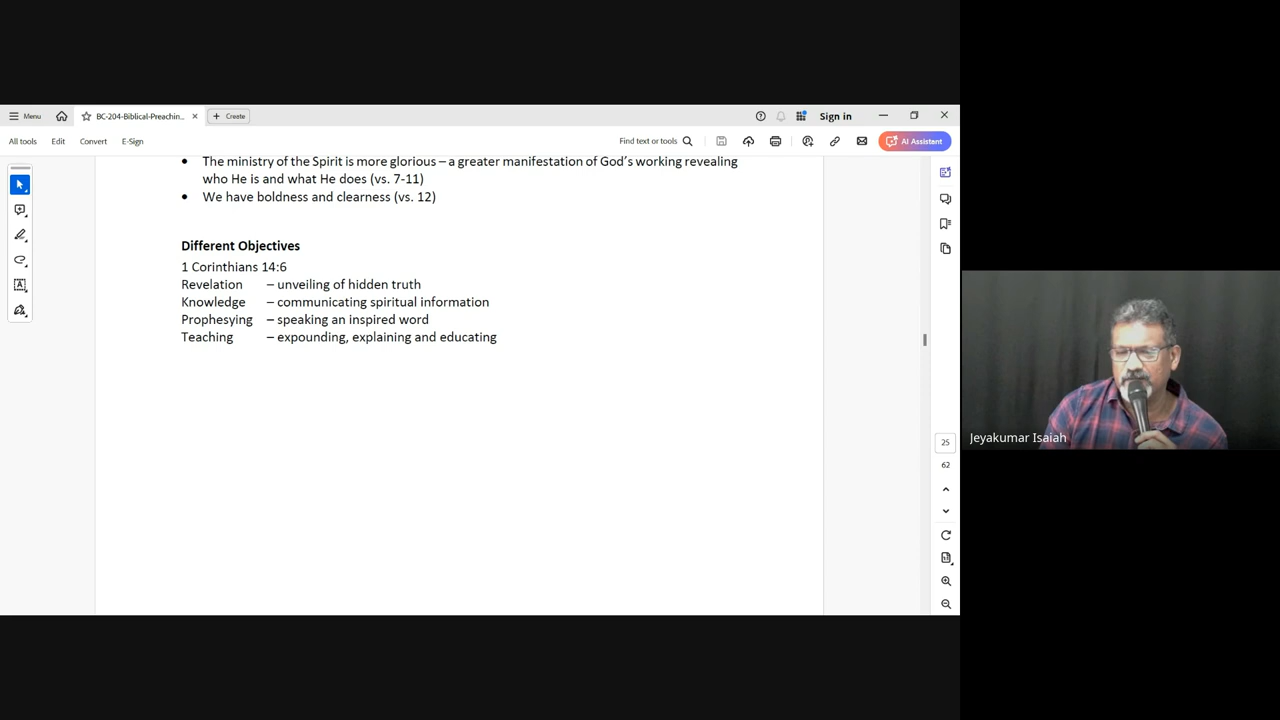 Menu
BC-204-Biblical-Preachin...
Create
Sign in
All tools
Edit
Convert
E-Sign
Find text or tools
AI Assistant
• The ministry of the Spirit is more glorious – a greater manifestation of God's working revealing
who He is and what He does (vs. 7-11)
• We have boldness and clearness (vs. 12)
Different Objectives
1 Corinthians 14:6
Revelation – unveiling of hidden truth
Knowledge – communicating spiritual information
Prophesying – speaking an inspired word
Teaching – expounding, explaining and educating
25
62
Jeyakumar Isaiah